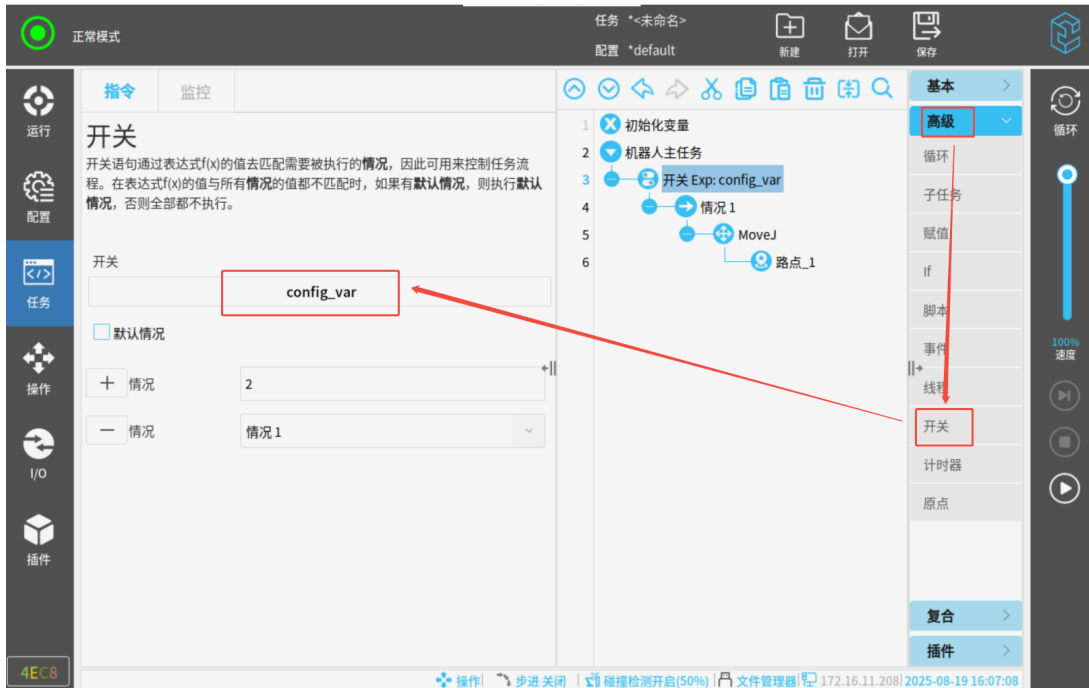 正常模式
任务 *<未命名>
配置 *default
新建
打开
保存
运行
配置
任务
操作
I/O
插件
4EC8
指令
监控
开关
开关语句通过表达式f(x)的值去匹配需要被执行的情况，因此可用来控制任务流
程。在表达式f(x)的值与所有情况的值都不匹配时，如果有默认情况，则执行默认
情况，否则全部都不执行。
开关
config_var
默认情况
+ 情况 2
− 情况 情况 1
1 初始化变量
2 机器人主任务
3 开关 Exp: config_var
4 情况 1
5 MoveJ
6 路点_1
基本
高级
循环
子任务
赋值
If
脚本
事件
线程
开关
计时器
原点
复合
插件
循环
100%
速度
操作
步进 关闭
碰撞检测开启(50%)
文件管理器
172.16.11.208
2025-08-19 16:07:08